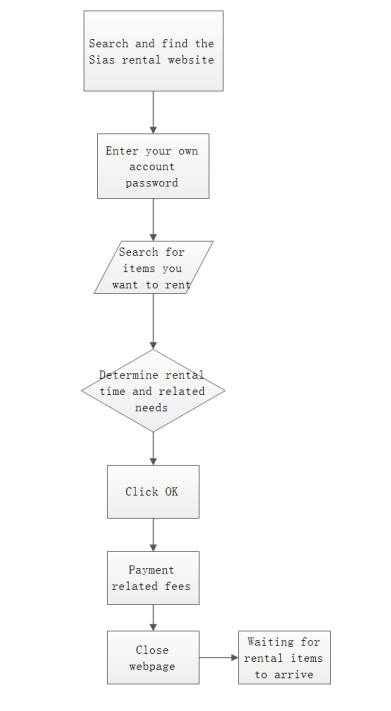 Search and find the
Sias rental website
Enter your own
account
password
Search for
items you
want to rent
Determine rental
time and related
needs
Click OK
Payment
related fees
Close
webpage
Waiting for
rental items
to arrive